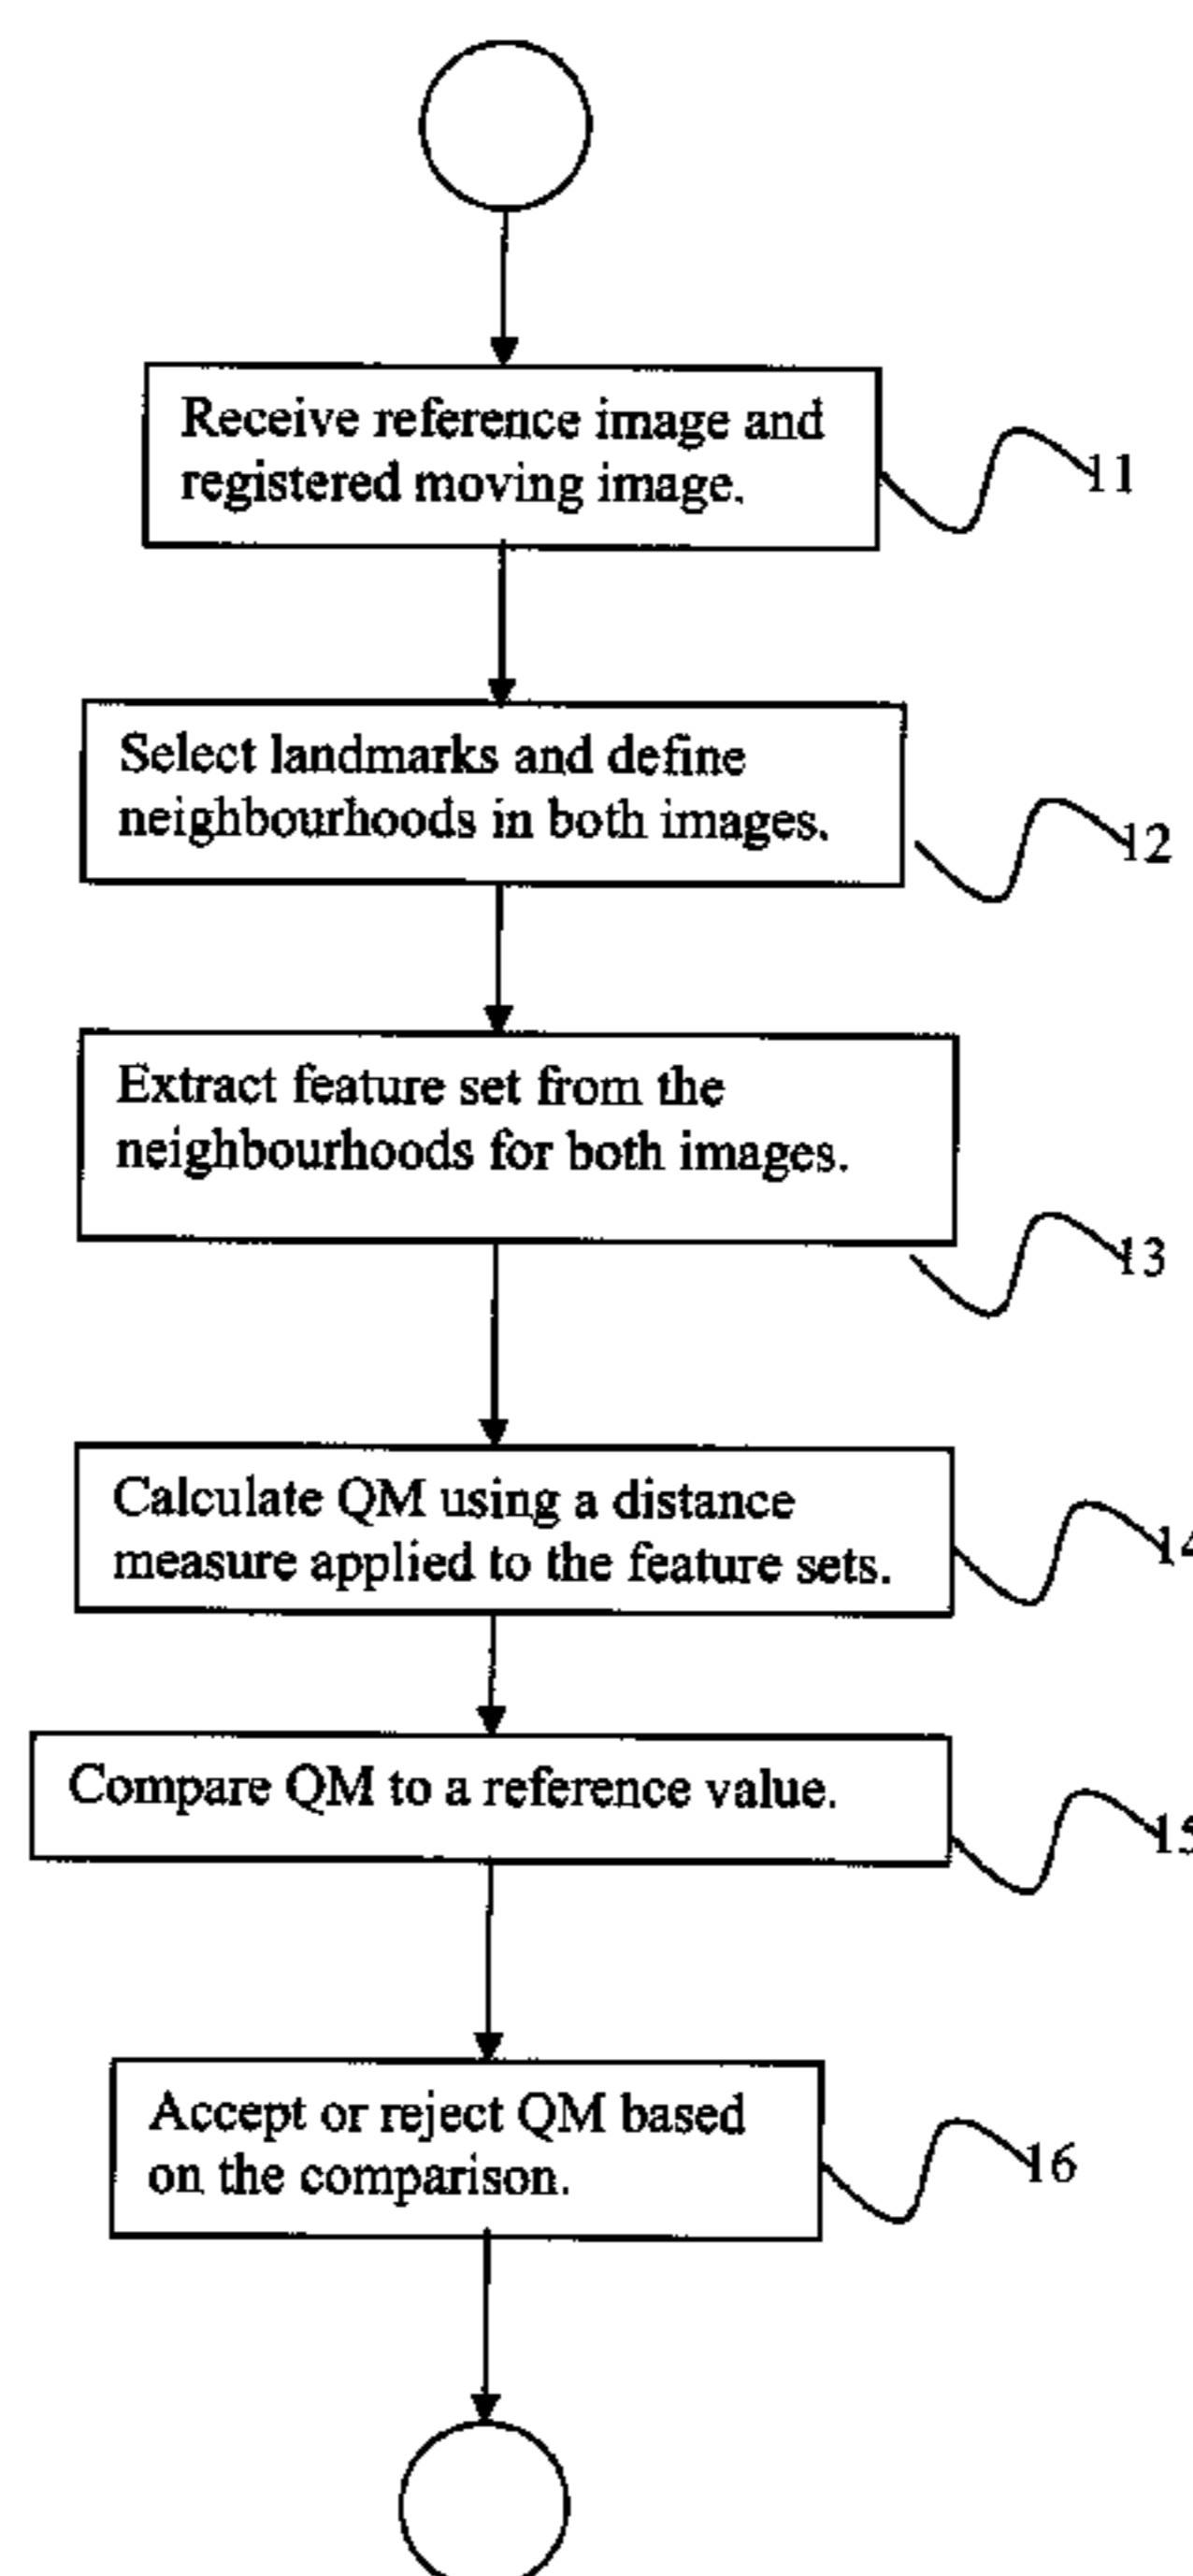 Receive reference image and
registered moving image.
11
Select landmarks and define
neighbourhoods in both images.
12
Extract feature set from the
neighbourhoods for both images.
13
Calculate QM using a distance
measure applied to the feature sets.
14
Compare QM to a reference value.
15
Accept or reject QM based
on the comparison.
16